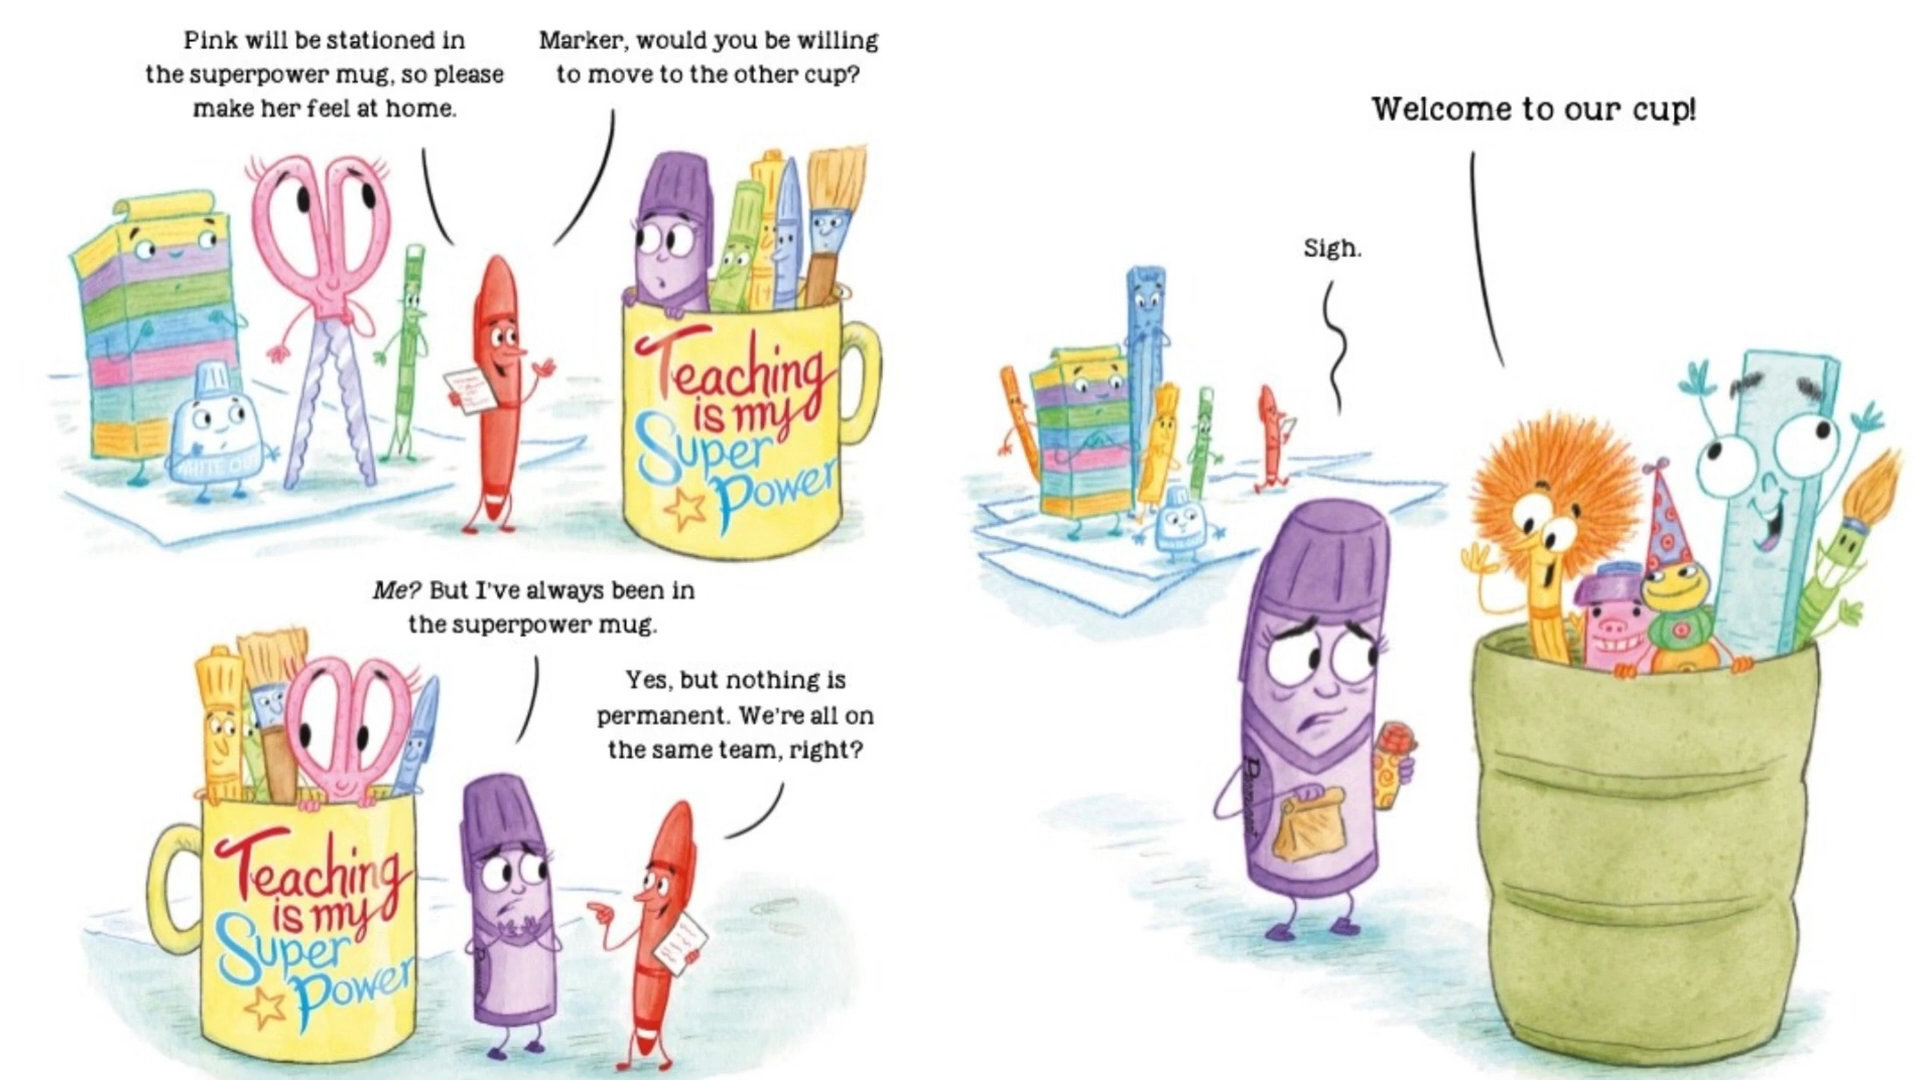 Pink will be stationed in
the superpower mug, so please
make her feel at home.
Marker, would you be willing
to move to the other cup?
WHITE OUT
Teaching
is my
Super
Power
Me? But I've always been in
the superpower mug.
Yes, but nothing is
permanent. We're all on
the same team, right?
Teaching
is my
Super
Power
Sigh.
Welcome to our cup!
Permanent